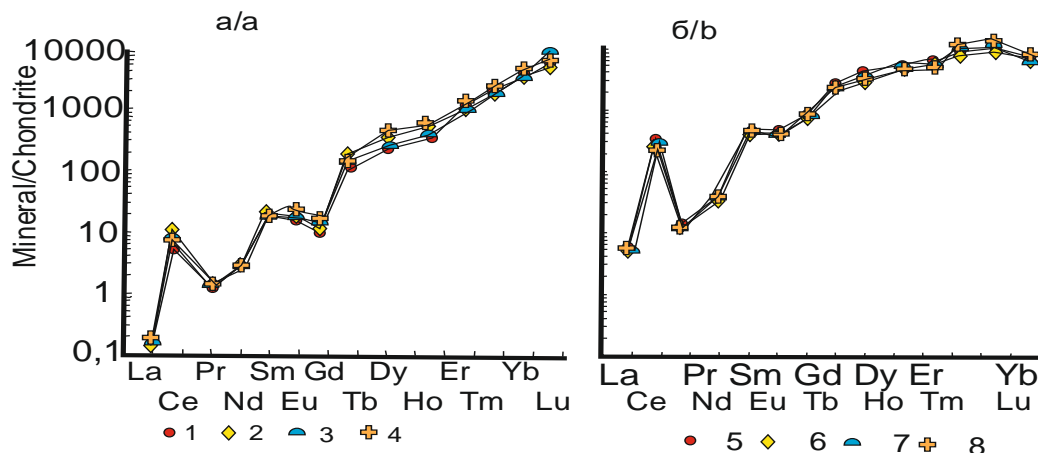 а/a
б/b
Mineral/Chondrite
10000
1000
100
10
1
0,1
La Pr Sm Gd Dy Er Yb
Ce Nd Eu Tb Ho Tm Lu
1 2 3 4
La Pr Sm Gd Dy Er Yb
Ce Nd Eu Tb Ho Tm Lu
5 6 7 8